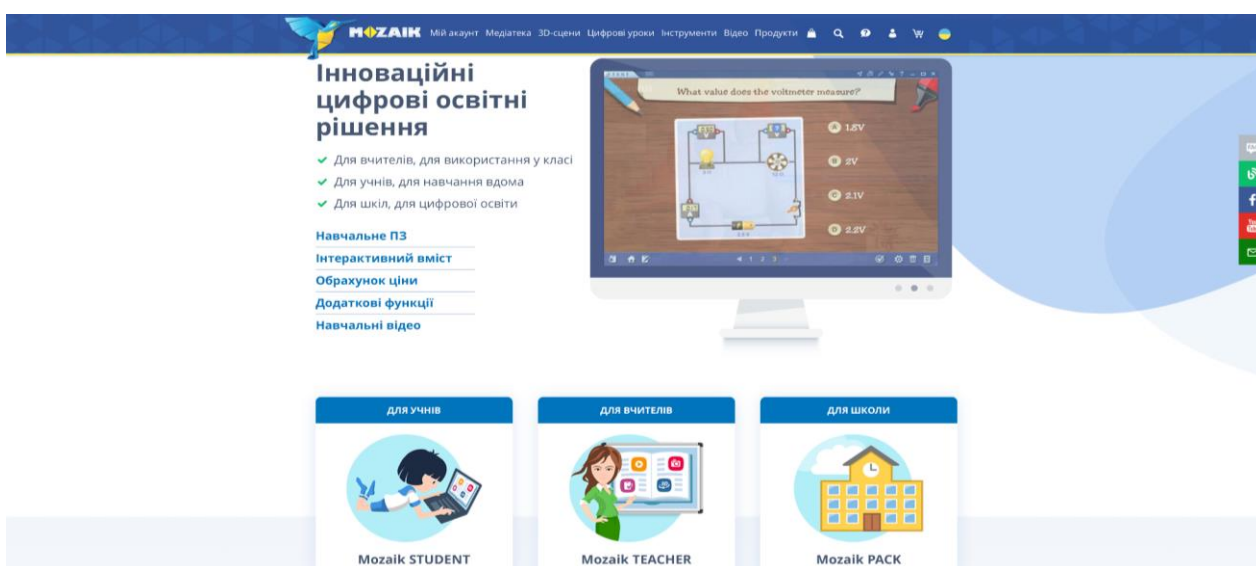 MOZAIK Мій акаунт Медіатека 3D-сцени Цифрові уроки Інструменти Відео Продукти
Інноваційні
цифрові освітні
рішення
Для вчителів, для використання у класі
Для учнів, для навчання вдома
Для шкіл, для цифрової освіти
Навчальне ПЗ
Інтерактивний вміст
Обрахунок ціни
Додаткові функції
Навчальні відео
What value does the voltmeter measure?
A 1.8V
B 2V
C 2.1V
D 2.2V
1 2 3
ДЛЯ УЧНІВ
ДЛЯ ВЧИТЕЛІВ
ДЛЯ ШКОЛИ
Mozaik STUDENT
Mozaik TEACHER
Mozaik PACK